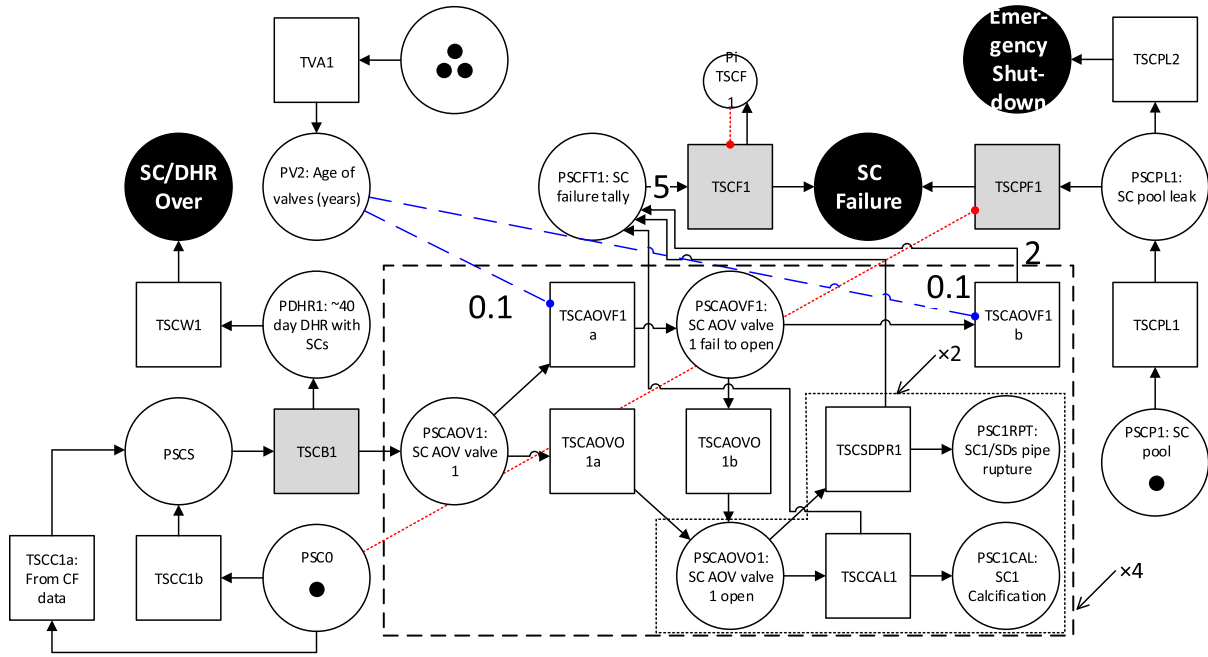 Emer-
gency
Shut-
down
TVA1
Pi
TSCF
1
TSCPL2
SC/DHR
Over
PV2: Age of
valves (years)
PSCFT1: SC
failure tally
5
TSCF1
SC
Failure
TSCPF1
PSCPL1:
SC pool leak
2
0.1
0.1
TSCW1
PDHR1: ~40
day DHR with
SCs
TSCAOVF1
a
PSCAOVF1:
SC AOV valve
1 fail to open
TSCAOVF1
b
TSCPL1
×2
PSCS
TSCB1
PSCAOV1:
SC AOV valve
1
TSCAOVO
1a
TSCAOVO
1b
TSCSDPR1
PSC1RPT:
SC1/SDs pipe
rupture
PSCP1: SC
pool
TSCC1a:
From CF
data
TSCC1b
PSC0
PSCAOVO1:
SC AOV valve
1 open
TSCCAL1
PSC1CAL:
SC1
Calcification
×4